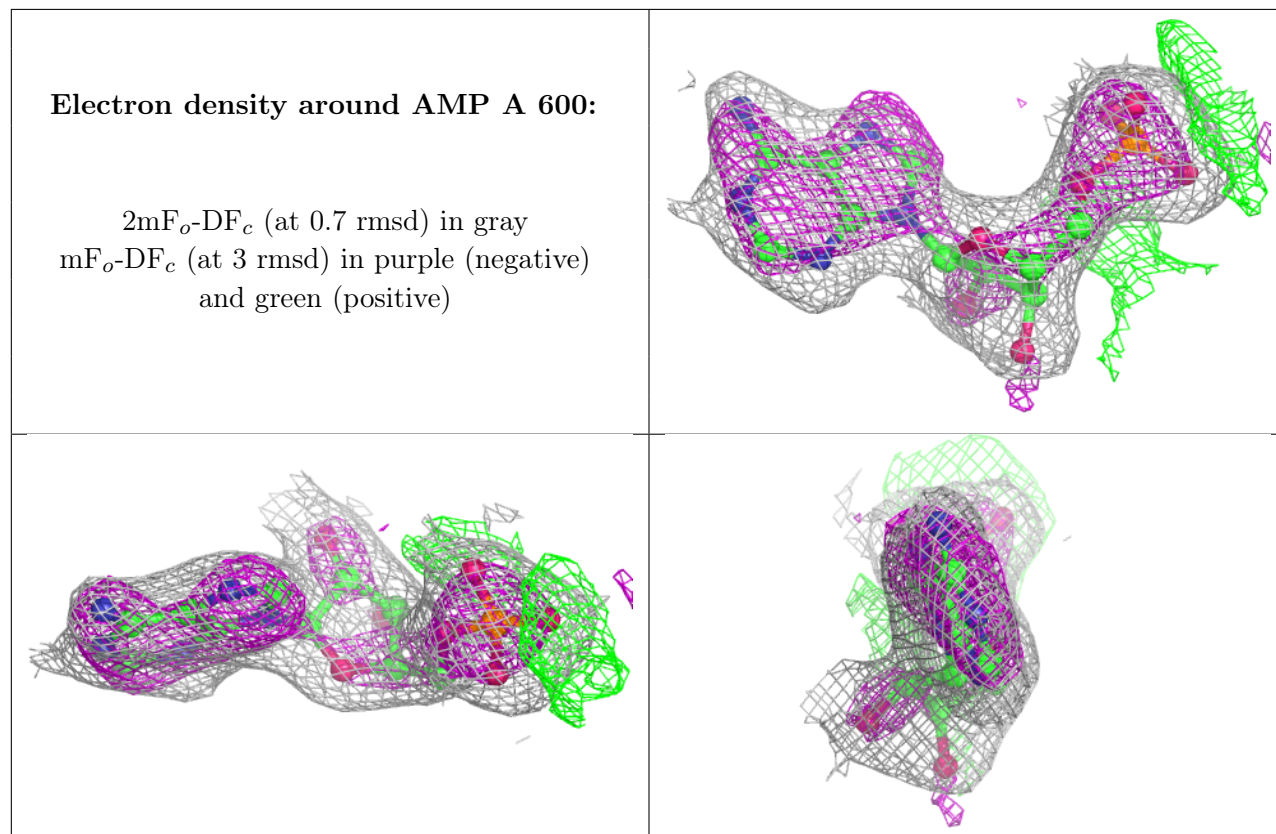 Electron density around AMP A 600:
2mFo-DFc (at 0.7 rmsd) in gray
mFo-DFc (at 3 rmsd) in purple (negative)
and green (positive)